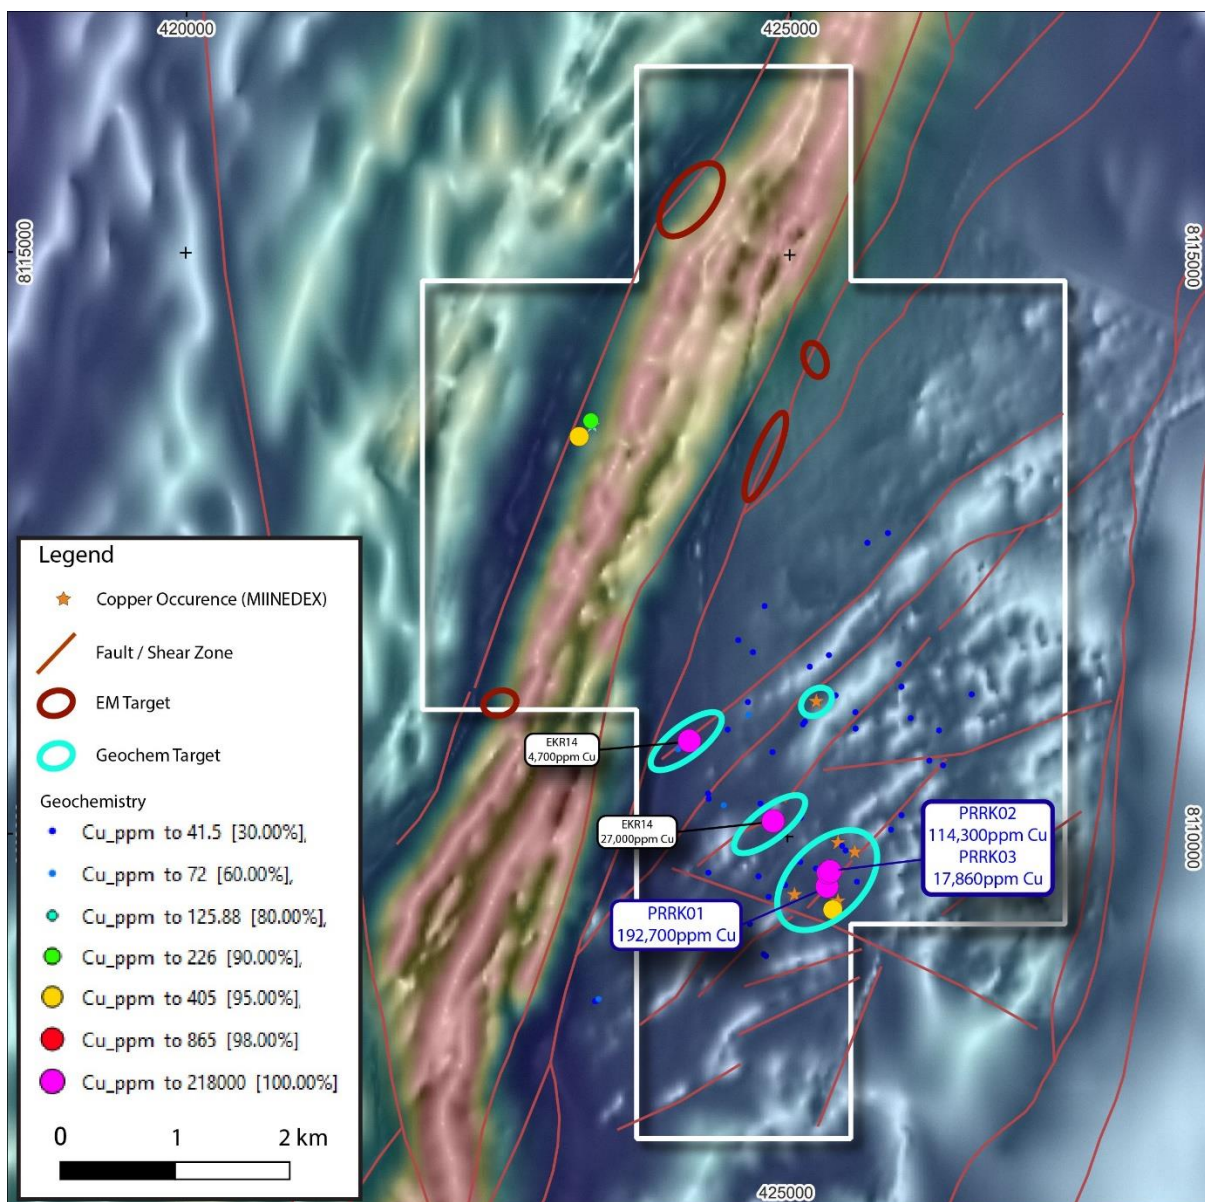 420000
425000
8115000
8115000
EKR14
4,700ppm Cu
EKR14
27,000ppm Cu
PRRK02
114,300ppm Cu
PRRK03
17,860ppm Cu
PRRK01
192,700ppm Cu
8110000
Legend
Copper Occurence (MIINEDEX)
Fault / Shear Zone
EM Target
Geochem Target
Geochemistry
Cu_ppm to 41.5 [30.00%],
Cu_ppm to 72 [60.00%],
Cu_ppm to 125.88 [80.00%],
Cu_ppm to 226 [90.00%],
Cu_ppm to 405 [95.00%],
Cu_ppm to 865 [98.00%]
Cu_ppm to 218000 [100.00%]
0 1 2 km
425000